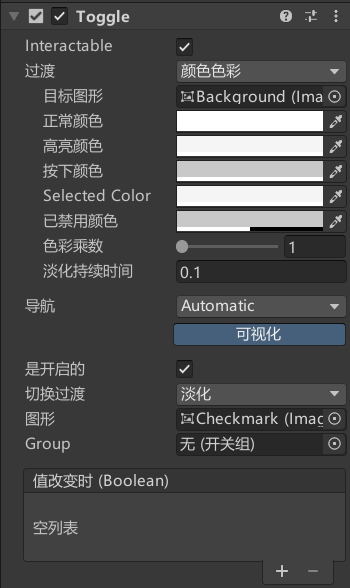 Toggle
Interactable
过渡 颜色色彩
目标图形 Background (Ima
正常颜色
高亮颜色
按下颜色
Selected Color
已禁用颜色
色彩乘数 1
淡化持续时间 0.1
导航 Automatic
可视化
是开启的
切换过渡 淡化
图形 Checkmark (Imag
Group 无 (开关组)
值改变时 (Boolean)
空列表